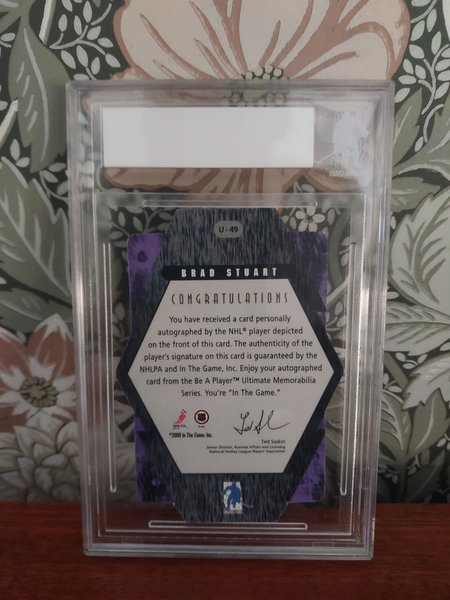 U - 49
BRAD STUART
CONGRATULATIONS
You have received a card personally
autographed by the NHL® player depicted
on the front of this card. The authenticity of
the player's signature on this card is guaranteed by the
NHLPA and In The Game, Inc. Enjoy your autographed
card from the Be A Player™ Ultimate Memorabilia
Series. You're "In The Game."
©2000 In The Game, Inc.
Ted Saskin
Senior Director, Business Affairs and Licensing
National Hockey League Players' Association